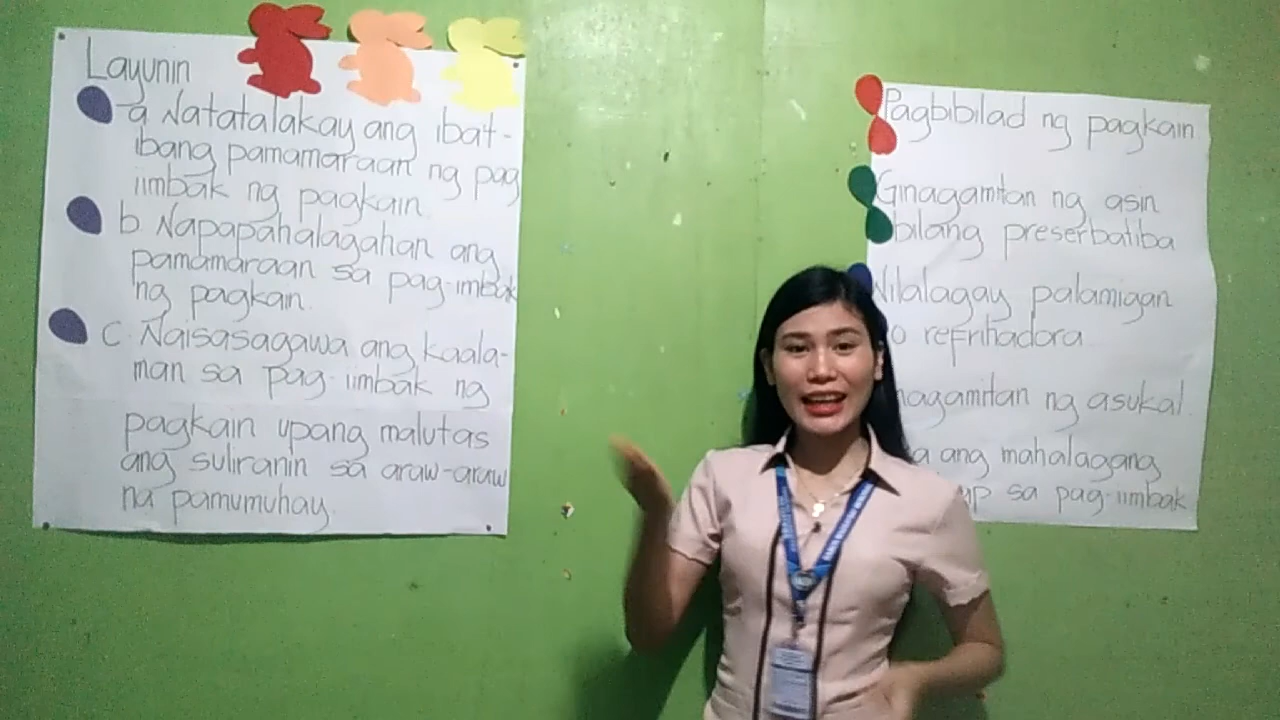 Layunin
a Natatalakay ang ibat-
ibang pamamaraan ng pag
iimbak ng pagkain
b. Napapahalagahan ang
pamamaraan sa pag-iimbak
ng pagkain.
c. Naisasagawa ang kaala-
man sa pag-iimbak ng
pagkain upang malutas
ang suliranin sa araw-araw
na pamumuhay.
Pagbibilad ng pagkain
Ginagamitan ng asin
bilang preserbatiba
Nilalagay palamigan
o refrihadora
ng asukal
ang mahalagang
sa pag-iimbak